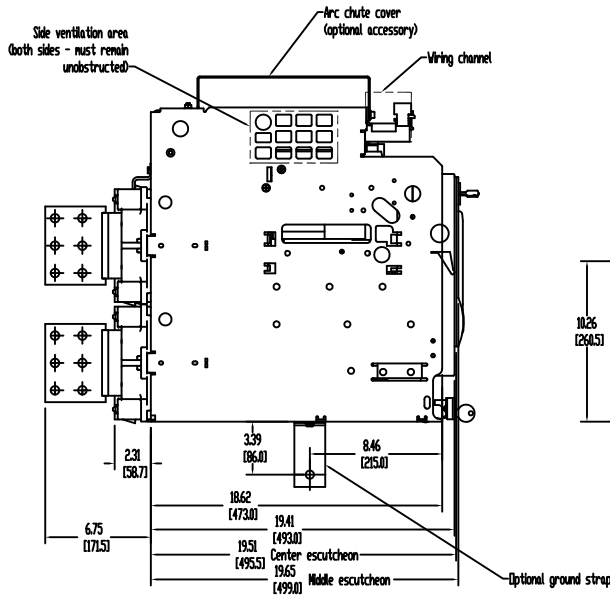 Arc chute cover
(optional accessory)
Side ventilation area
(both sides - must remain
unobstructed)
Wiring channel
10.26
[260.5]
3.39
[86.0]
8.46
[215.0]
2.31
[58.7]
18.62
[473.0]
6.75
[171.5]
19.41
[493.0]
19.51 Center escutcheon
[495.5]
19.65 Middle escutcheon
[499.0]
Optional ground strap